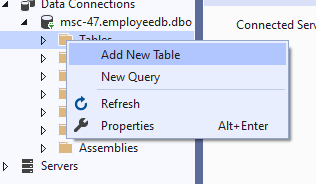 Data Connections
Connected Serv
msc-47.employeedb.dbo
Tables
Add New Table
New Query
Refresh
Properties Alt+Enter
Assemblies
Servers